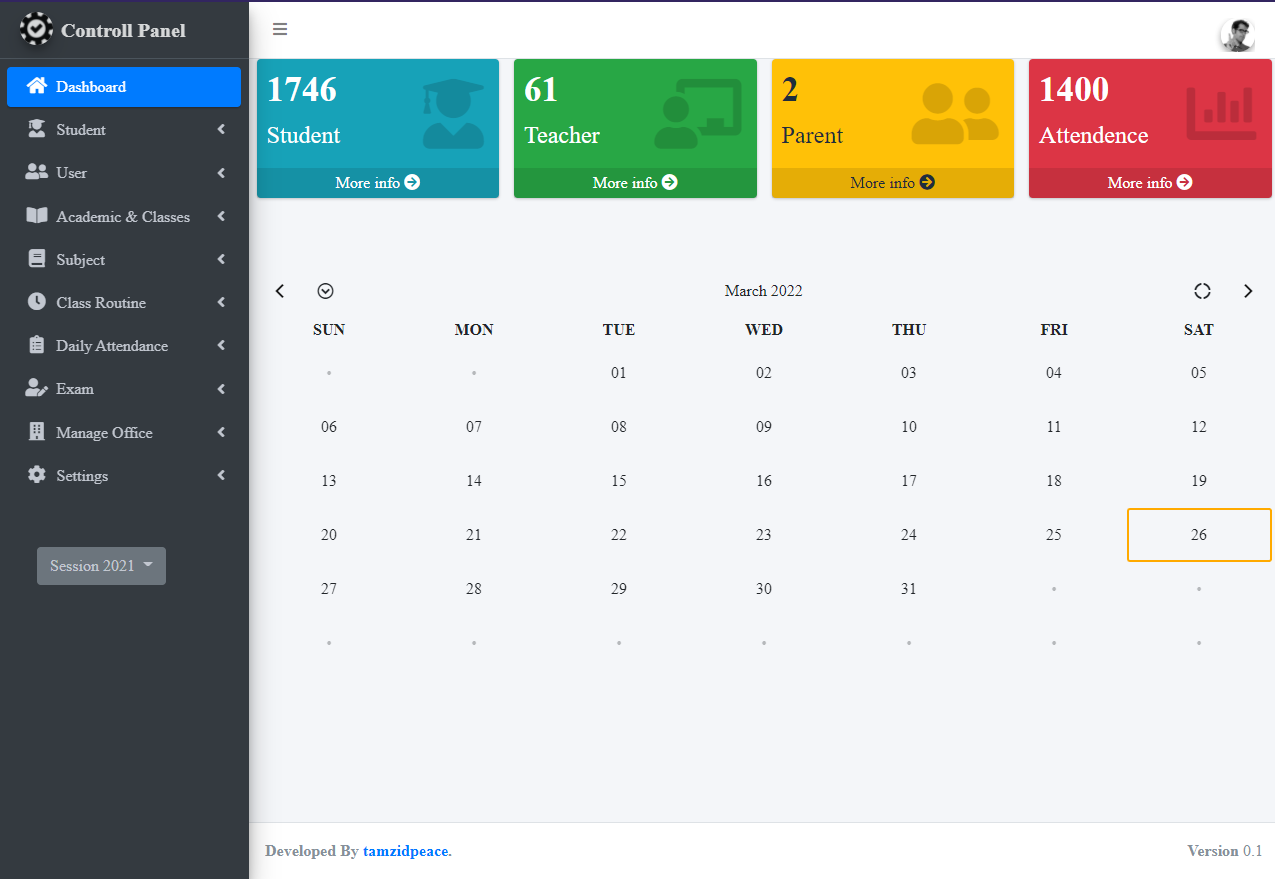 Controll Panel
Dashboard
Student
User
Academic & Classes
Subject
Class Routine
Daily Attendance
Exam
Manage Office
Settings
Session 2021
1746
Student
More info
61
Teacher
More info
2
Parent
More info
1400
Attendence
More info
March 2022
SUN MON TUE WED THU FRI SAT
• • 01 02 03 04 05
06 07 08 09 10 11 12
13 14 15 16 17 18 19
20 21 22 23 24 25 26
27 28 29 30 31 • •
• • • • • • •
Developed By tamzidpeace.
Version 0.1